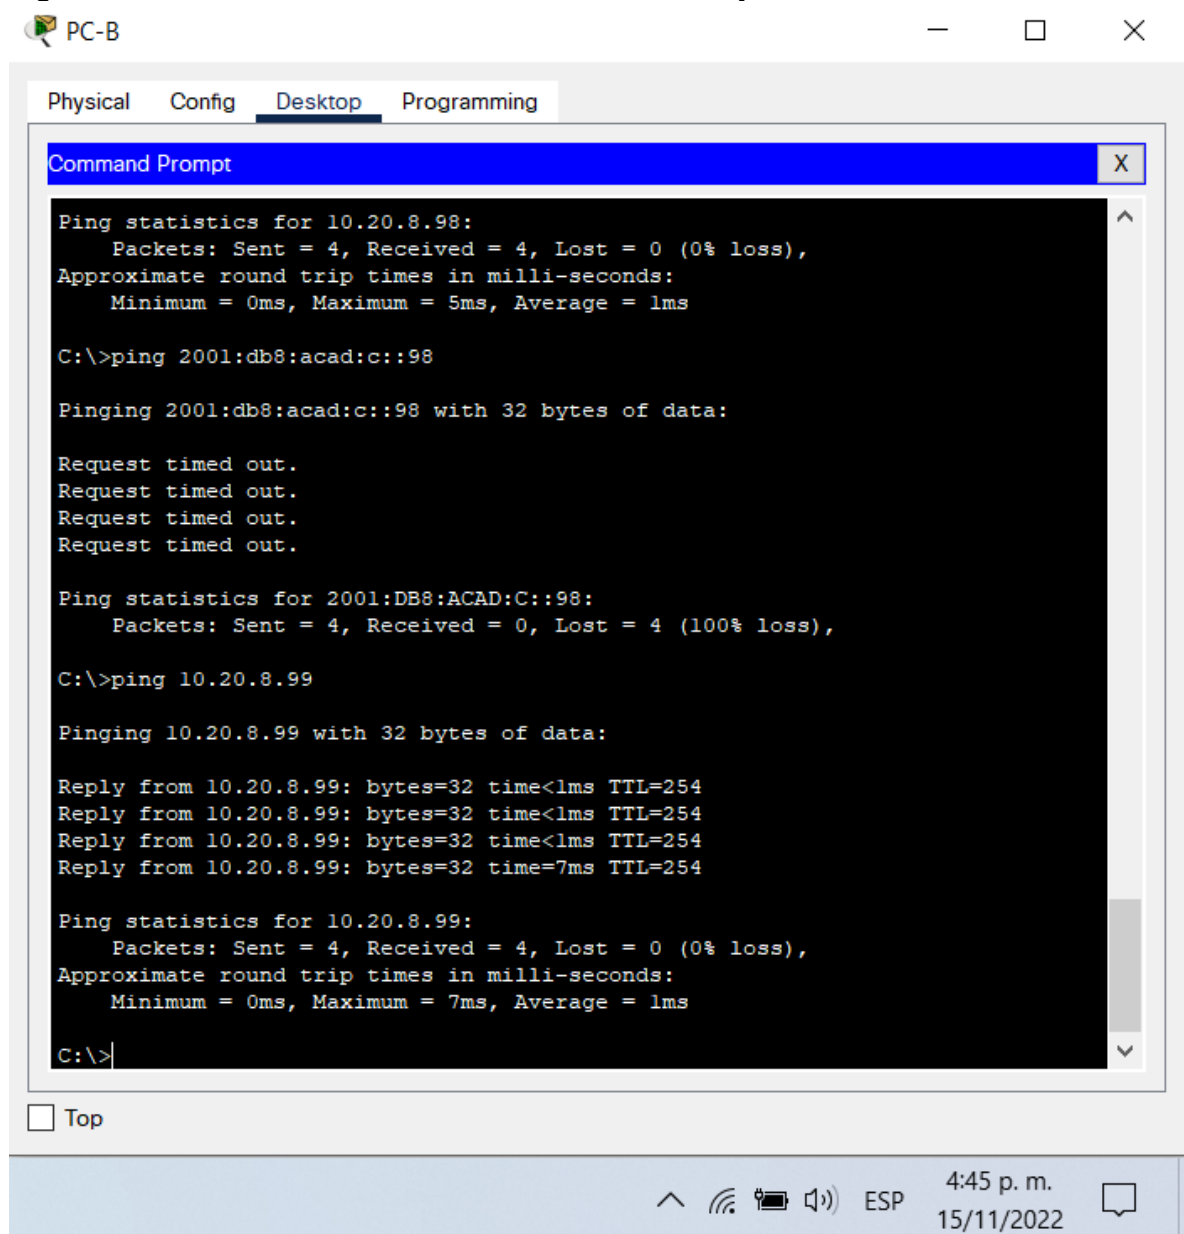 PC-B
Physical Config Desktop Programming
Command Prompt X
Ping statistics for 10.20.8.98:
Packets: Sent = 4, Received = 4, Lost = 0 (0% loss),
Approximate round trip times in milli-seconds:
Minimum = 0ms, Maximum = 5ms, Average = 1ms
C:\>ping 2001:db8:acad:c::98
Pinging 2001:db8:acad:c::98 with 32 bytes of data:
Request timed out.
Request timed out.
Request timed out.
Request timed out.
Ping statistics for 2001:DB8:ACAD:C::98:
Packets: Sent = 4, Received = 0, Lost = 4 (100% loss),
C:\>ping 10.20.8.99
Pinging 10.20.8.99 with 32 bytes of data:
Reply from 10.20.8.99: bytes=32 time<1ms TTL=254
Reply from 10.20.8.99: bytes=32 time<1ms TTL=254
Reply from 10.20.8.99: bytes=32 time<1ms TTL=254
Reply from 10.20.8.99: bytes=32 time=7ms TTL=254
Ping statistics for 10.20.8.99:
Packets: Sent = 4, Received = 4, Lost = 0 (0% loss),
Approximate round trip times in milli-seconds:
Minimum = 0ms, Maximum = 7ms, Average = 1ms
C:\>
Top
ESP
4:45 p. m.
15/11/2022